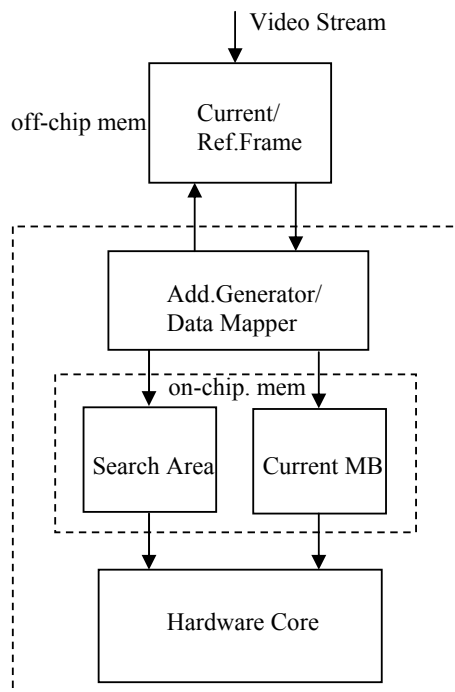 Video Stream
off-chip mem
Current/
Ref.Frame
Add.Generator/
Data Mapper
on-chip. mem
Search Area
Current MB
Hardware Core